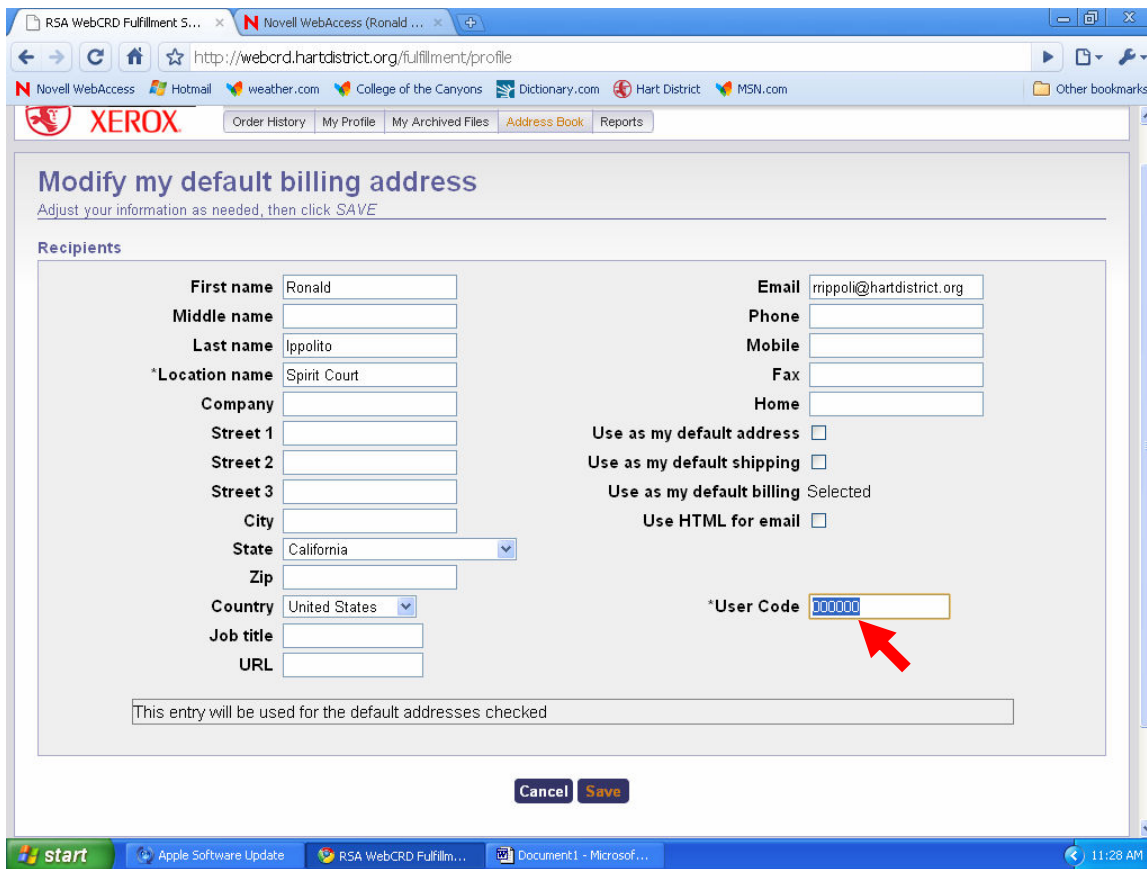 RSA WebCRD Fulfillment S... Novell WebAccess (Ronald ...
http://webcrd.hartdistrict.org/fulfillment/profile
Novell WebAccess Hotmail weather.com College of the Canyons Dictionary.com Hart District MSN.com Other bookmarks
XEROX. Order History My Profile My Archived Files Address Book Reports
Modify my default billing address
Adjust your information as needed, then click SAVE
Recipients
First name Ronald Email rrippoli@hartdistrict.org
Middle name Phone
Last name Ippolito Mobile
*Location name Spirit Court Fax
Company Home
Street 1 Use as my default address
Street 2 Use as my default shipping
Street 3 Use as my default billing Selected
City Use HTML for email
State California
Zip
Country United States *User Code 000000
Job title
URL
This entry will be used for the default addresses checked
Cancel Save
start Apple Software Update RSA WebCRD Fulfillm... Document1 - Microsof... 11:28 AM